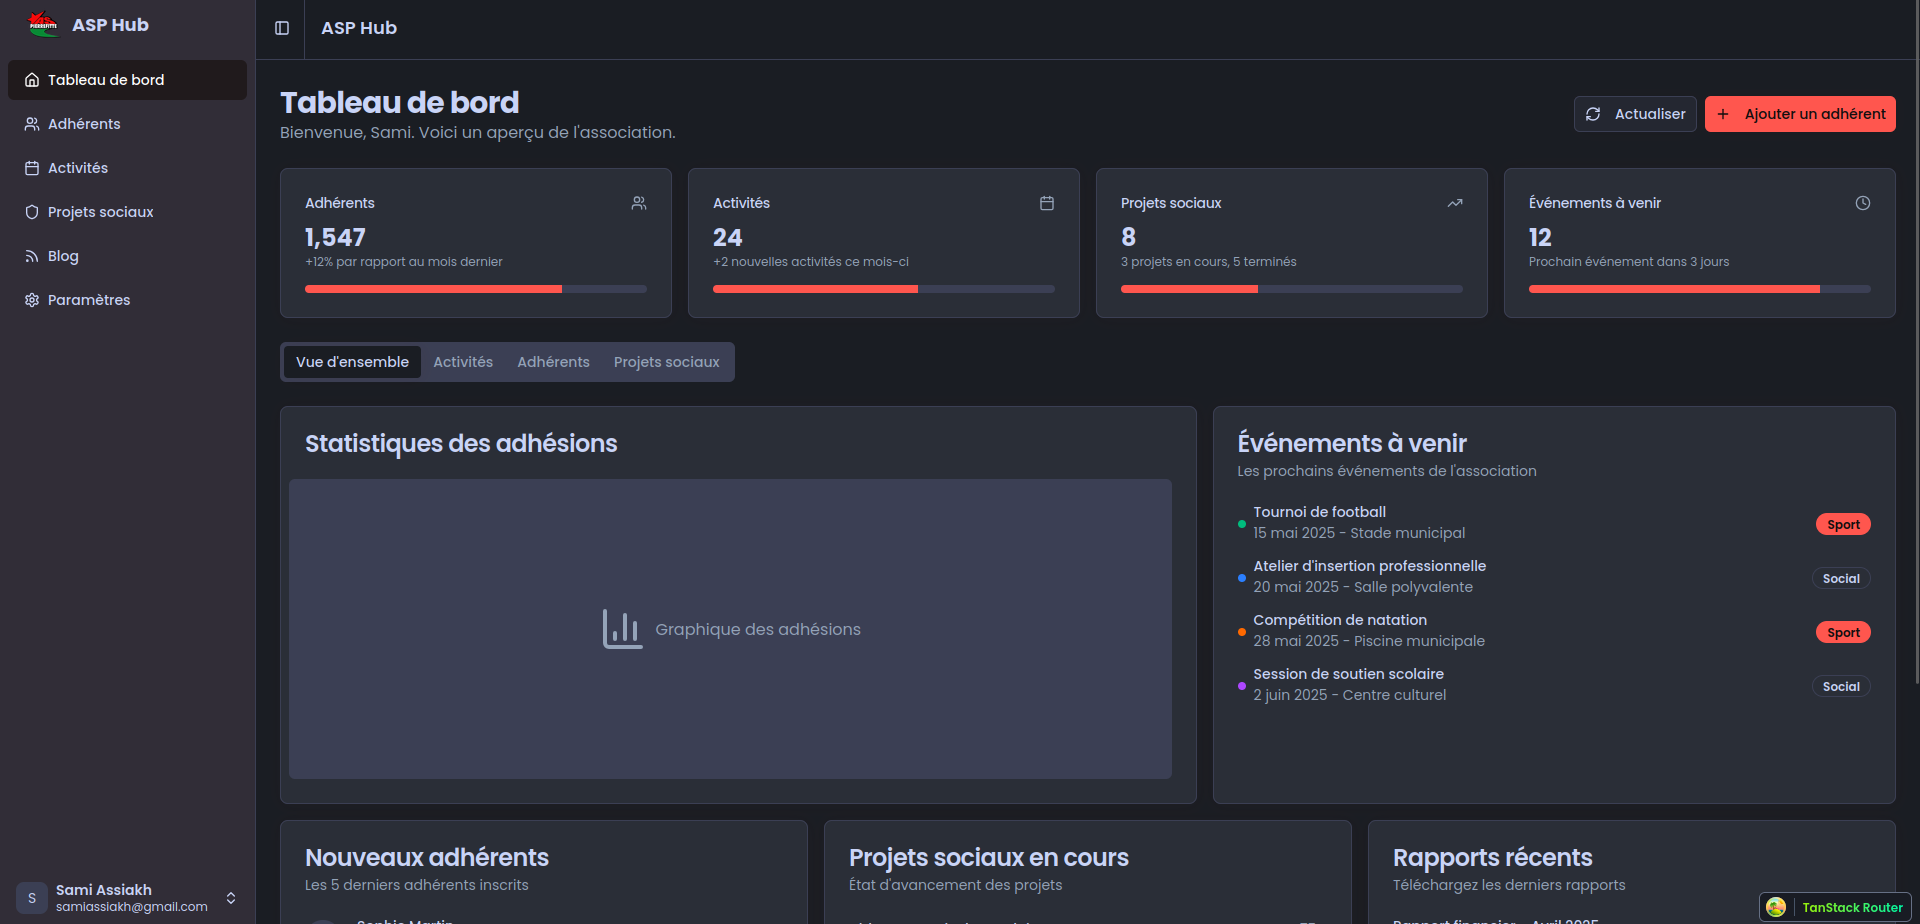 PIERREFITTE
ASP Hub
Tableau de bord
Adhérents
Activités
Projets sociaux
Blog
Paramètres
S
Sami Assiakh
samiassiakh@gmail.com
ASP Hub
Tableau de bord
Bienvenue, Sami. Voici un aperçu de l'association.
Actualiser
Ajouter un adhérent
Adhérents
1,547
+12% par rapport au mois dernier
Activités
24
+2 nouvelles activités ce mois-ci
Projets sociaux
8
3 projets en cours, 5 terminés
Événements à venir
12
Prochain événement dans 3 jours
Vue d'ensemble
Activités
Adhérents
Projets sociaux
Statistiques des adhésions
Graphique des adhésions
Événements à venir
Les prochains événements de l'association
Tournoi de football
15 mai 2025 - Stade municipal
Sport
Atelier d'insertion professionnelle
20 mai 2025 - Salle polyvalente
Social
Compétition de natation
28 mai 2025 - Piscine municipale
Sport
Session de soutien scolaire
2 juin 2025 - Centre culturel
Social
Nouveaux adhérents
Les 5 derniers adhérents inscrits
Sophie Martin
Projets sociaux en cours
État d'avancement des projets
Rapports récents
Téléchargez les derniers rapports
Rapport financier - Avril 2025
TanStack Router